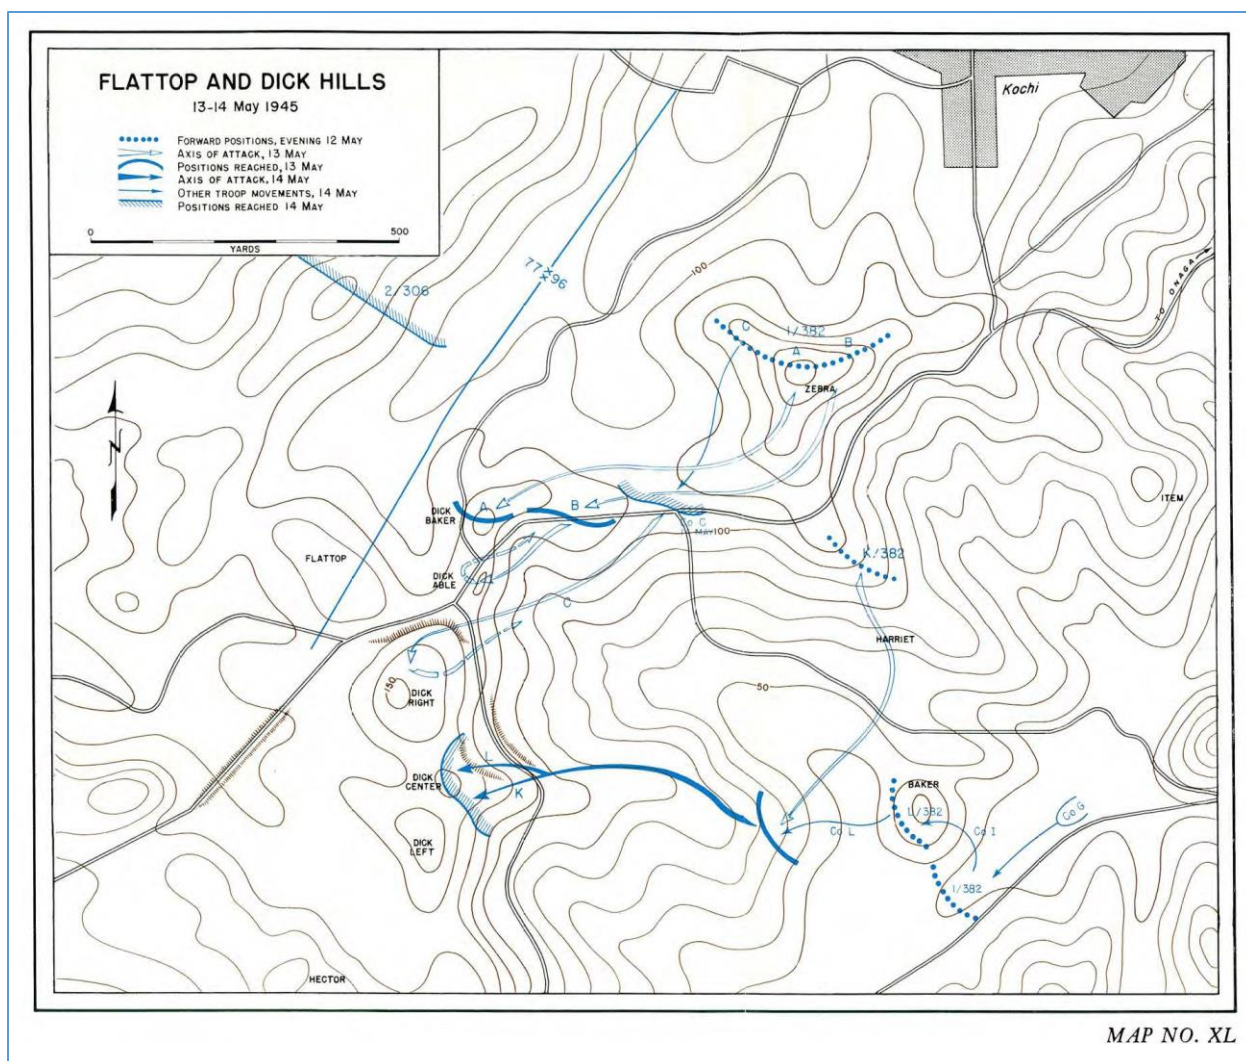 FLATTOP AND DICK HILLS
13-14 May 1945
FORWARD POSITIONS, EVENING 12 MAY
AXIS OF ATTACK, 13 MAY
POSITIONS REACHED, 13 MAY
AXIS OF ATTACK, 14 MAY
OTHER TROOP MOVEMENTS, 14 MAY
POSITIONS REACHED 14 MAY
0
500
YARDS
Kochi
TO ONAGA
77 XX 96
2/306
100
1/382
C
A
B
ZEBRA
N
ITEM
DICK BAKER
A
B
Co C
MAY
100
K/382
FLATTOP
DICK ABLE
C
HARRIET
150
DICK RIGHT
50
L
DICK CENTER
K
BAKER
L/382
Co L
Co I
Co G
DICK LEFT
I/382
HECTOR
MAP NO. XL